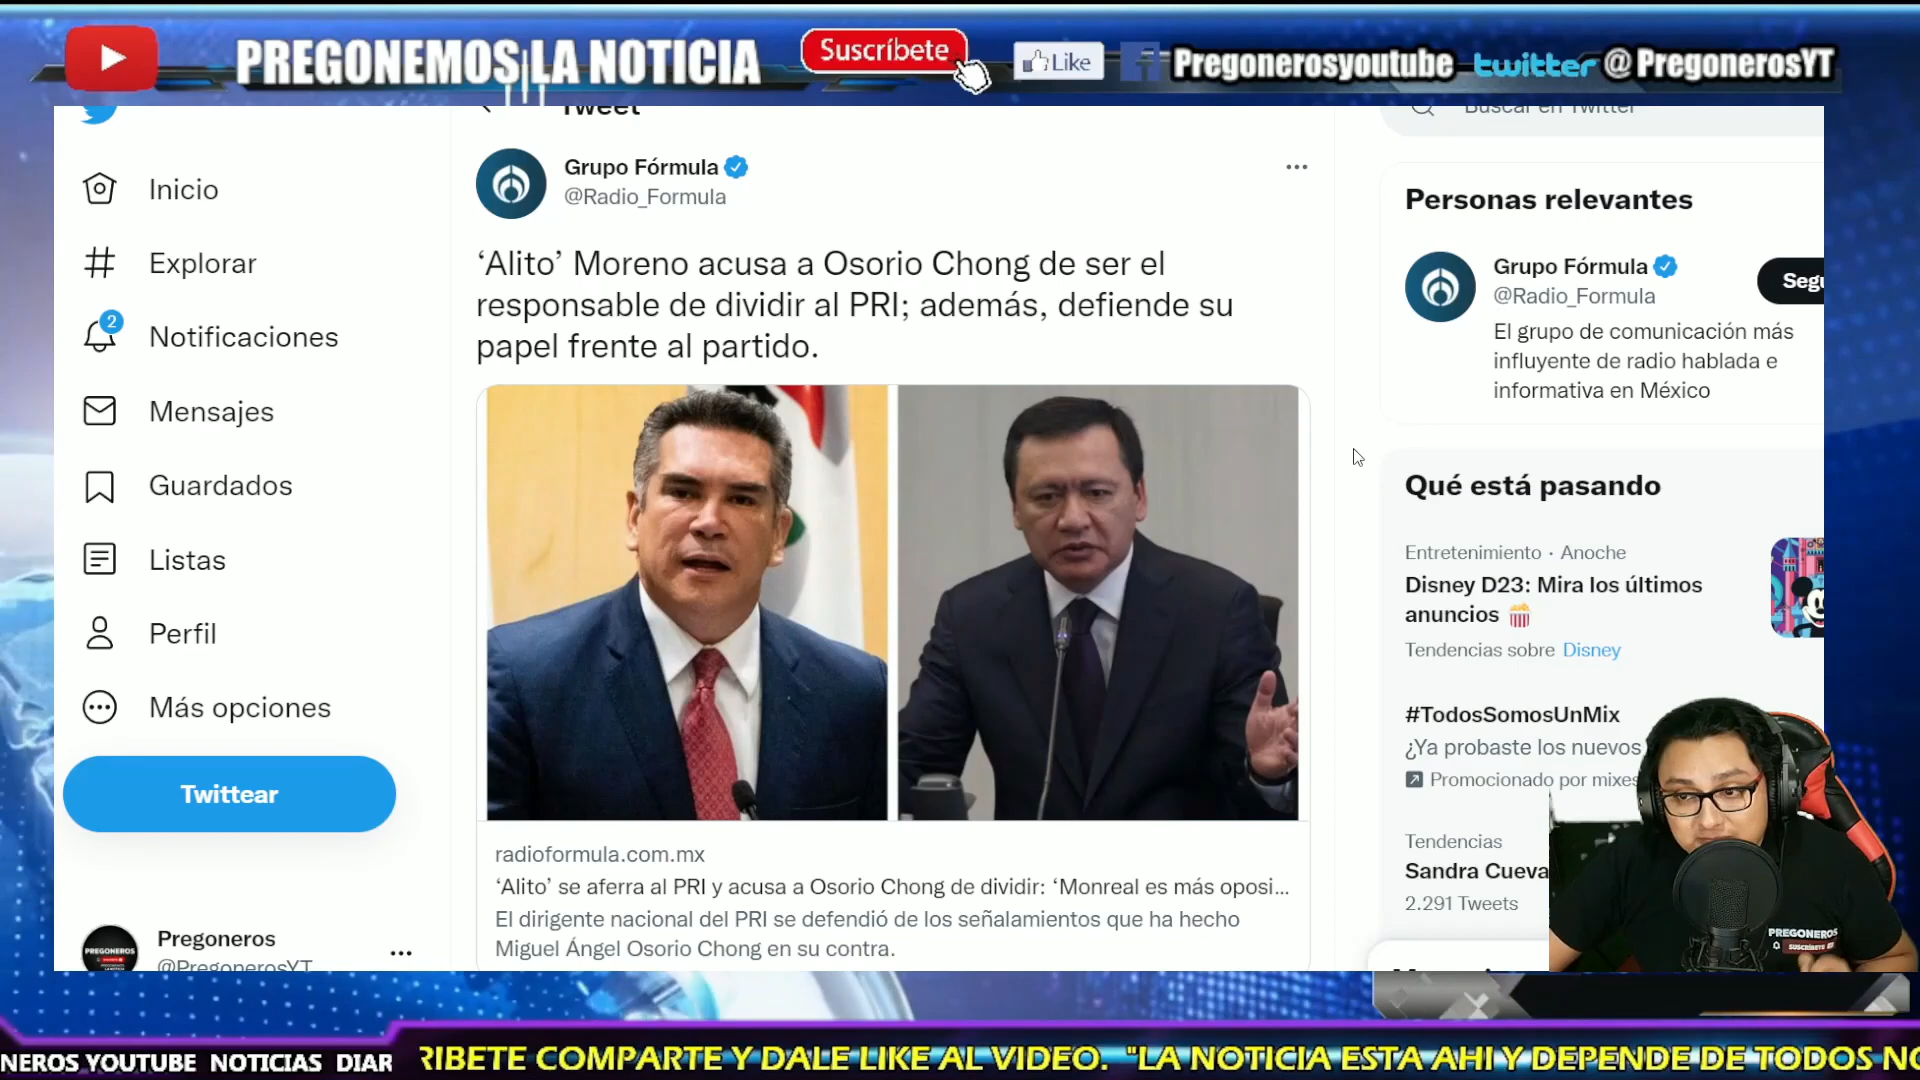 PREGONEMOS LA NOTICIA
Suscríbete
Like
Pregonerosyoutube
twitter @PregonerosYT
Tweet
Buscar en Twitter
Inicio
Explorar
2
Notificaciones
Mensajes
Guardados
Listas
Perfil
Más opciones
Twittear
Pregoneros
@PregonerosYT
Grupo Fórmula
@Radio_Formula
‘Alito’ Moreno acusa a Osorio Chong de ser el
responsable de dividir al PRI; además, defiende su
papel frente al partido.
radioformula.com.mx
‘Alito’ se aferra al PRI y acusa a Osorio Chong de dividir: ‘Monreal es más oposi...
El dirigente nacional del PRI se defendió de los señalamientos que ha hecho
Miguel Ángel Osorio Chong en su contra.
Personas relevantes
Grupo Fórmula
@Radio_Formula
Segu
El grupo de comunicación más
influyente de radio hablada e
informativa en México
Qué está pasando
Entretenimiento · Anoche
Disney D23: Mira los últimos
anuncios
Tendencias sobre Disney
#TodosSomosUnMix
¿Ya probaste los nuevos
Promocionado por mixes
Tendencias
Sandra Cueva
2.291 Tweets
PREGONEROS
SUSCRÍBETE
NEROS YOUTUBE NOTICIAS DIAR
RIBETE COMPARTE Y DALE LIKE AL VIDEO. "LA NOTICIA ESTA AHI Y DEPENDE DE TODOS NO